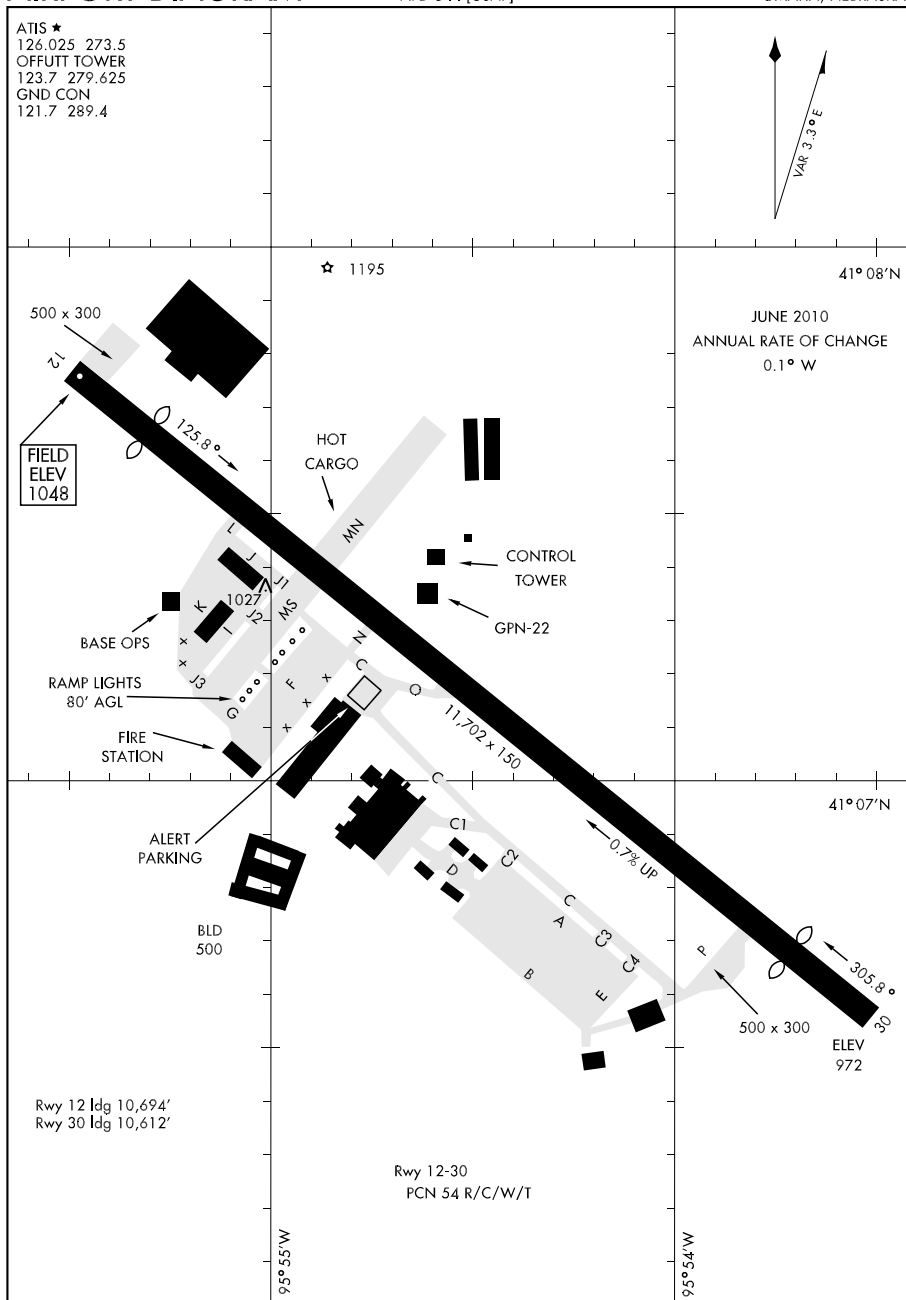 ATIS ★
126.025 273.5
OFFUTT TOWER
123.7 279.625
GND CON
121.7 289.4
VAR 3.3° E
1195
41° 08'N
500 x 300
JUNE 2010
ANNUAL RATE OF CHANGE
0.1° W
12
125.8°
FIELD
ELEV
1048
HOT
CARGO
MN
L
J
J1
1027
CONTROL
TOWER
K
J2
MS
I
GPN-22
BASE OPS
N
x
x
J3
C
RAMP LIGHTS
80' AGL
F
x
x
x
G
O
11,702 x 150
FIRE
STATION
C
41° 07'N
ALERT
PARKING
C1
C2
D
0.7% UP
BLD
500
C
A
C3
C4
P
B
E
305.8°
500 x 300
30
ELEV
972
Rwy 12 ldg 10,694'
Rwy 30 ldg 10,612'
Rwy 12-30
PCN 54 R/C/W/T
95° 55'W
95° 54'W